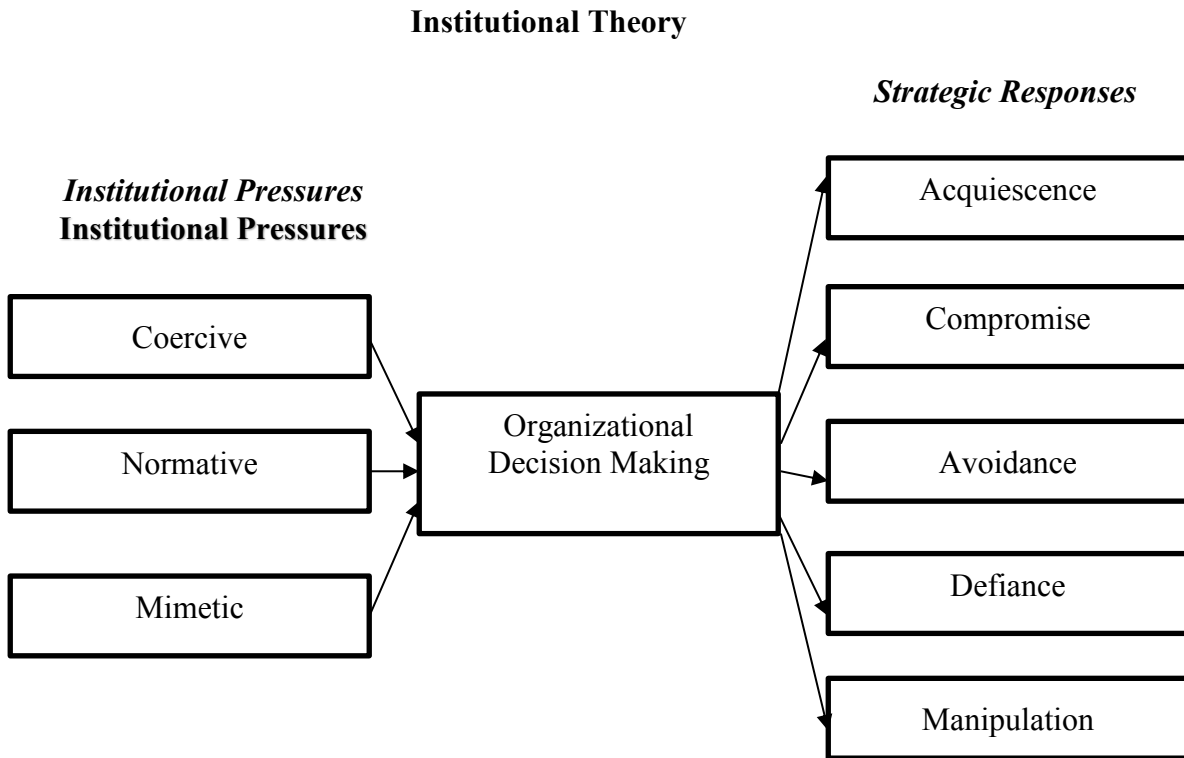 Institutional Theory
Strategic Responses
Institutional Pressures
Institutional Pressures
Coercive
Normative
Mimetic
Organizational
Decision Making
Acquiescence
Compromise
Avoidance
Defiance
Manipulation